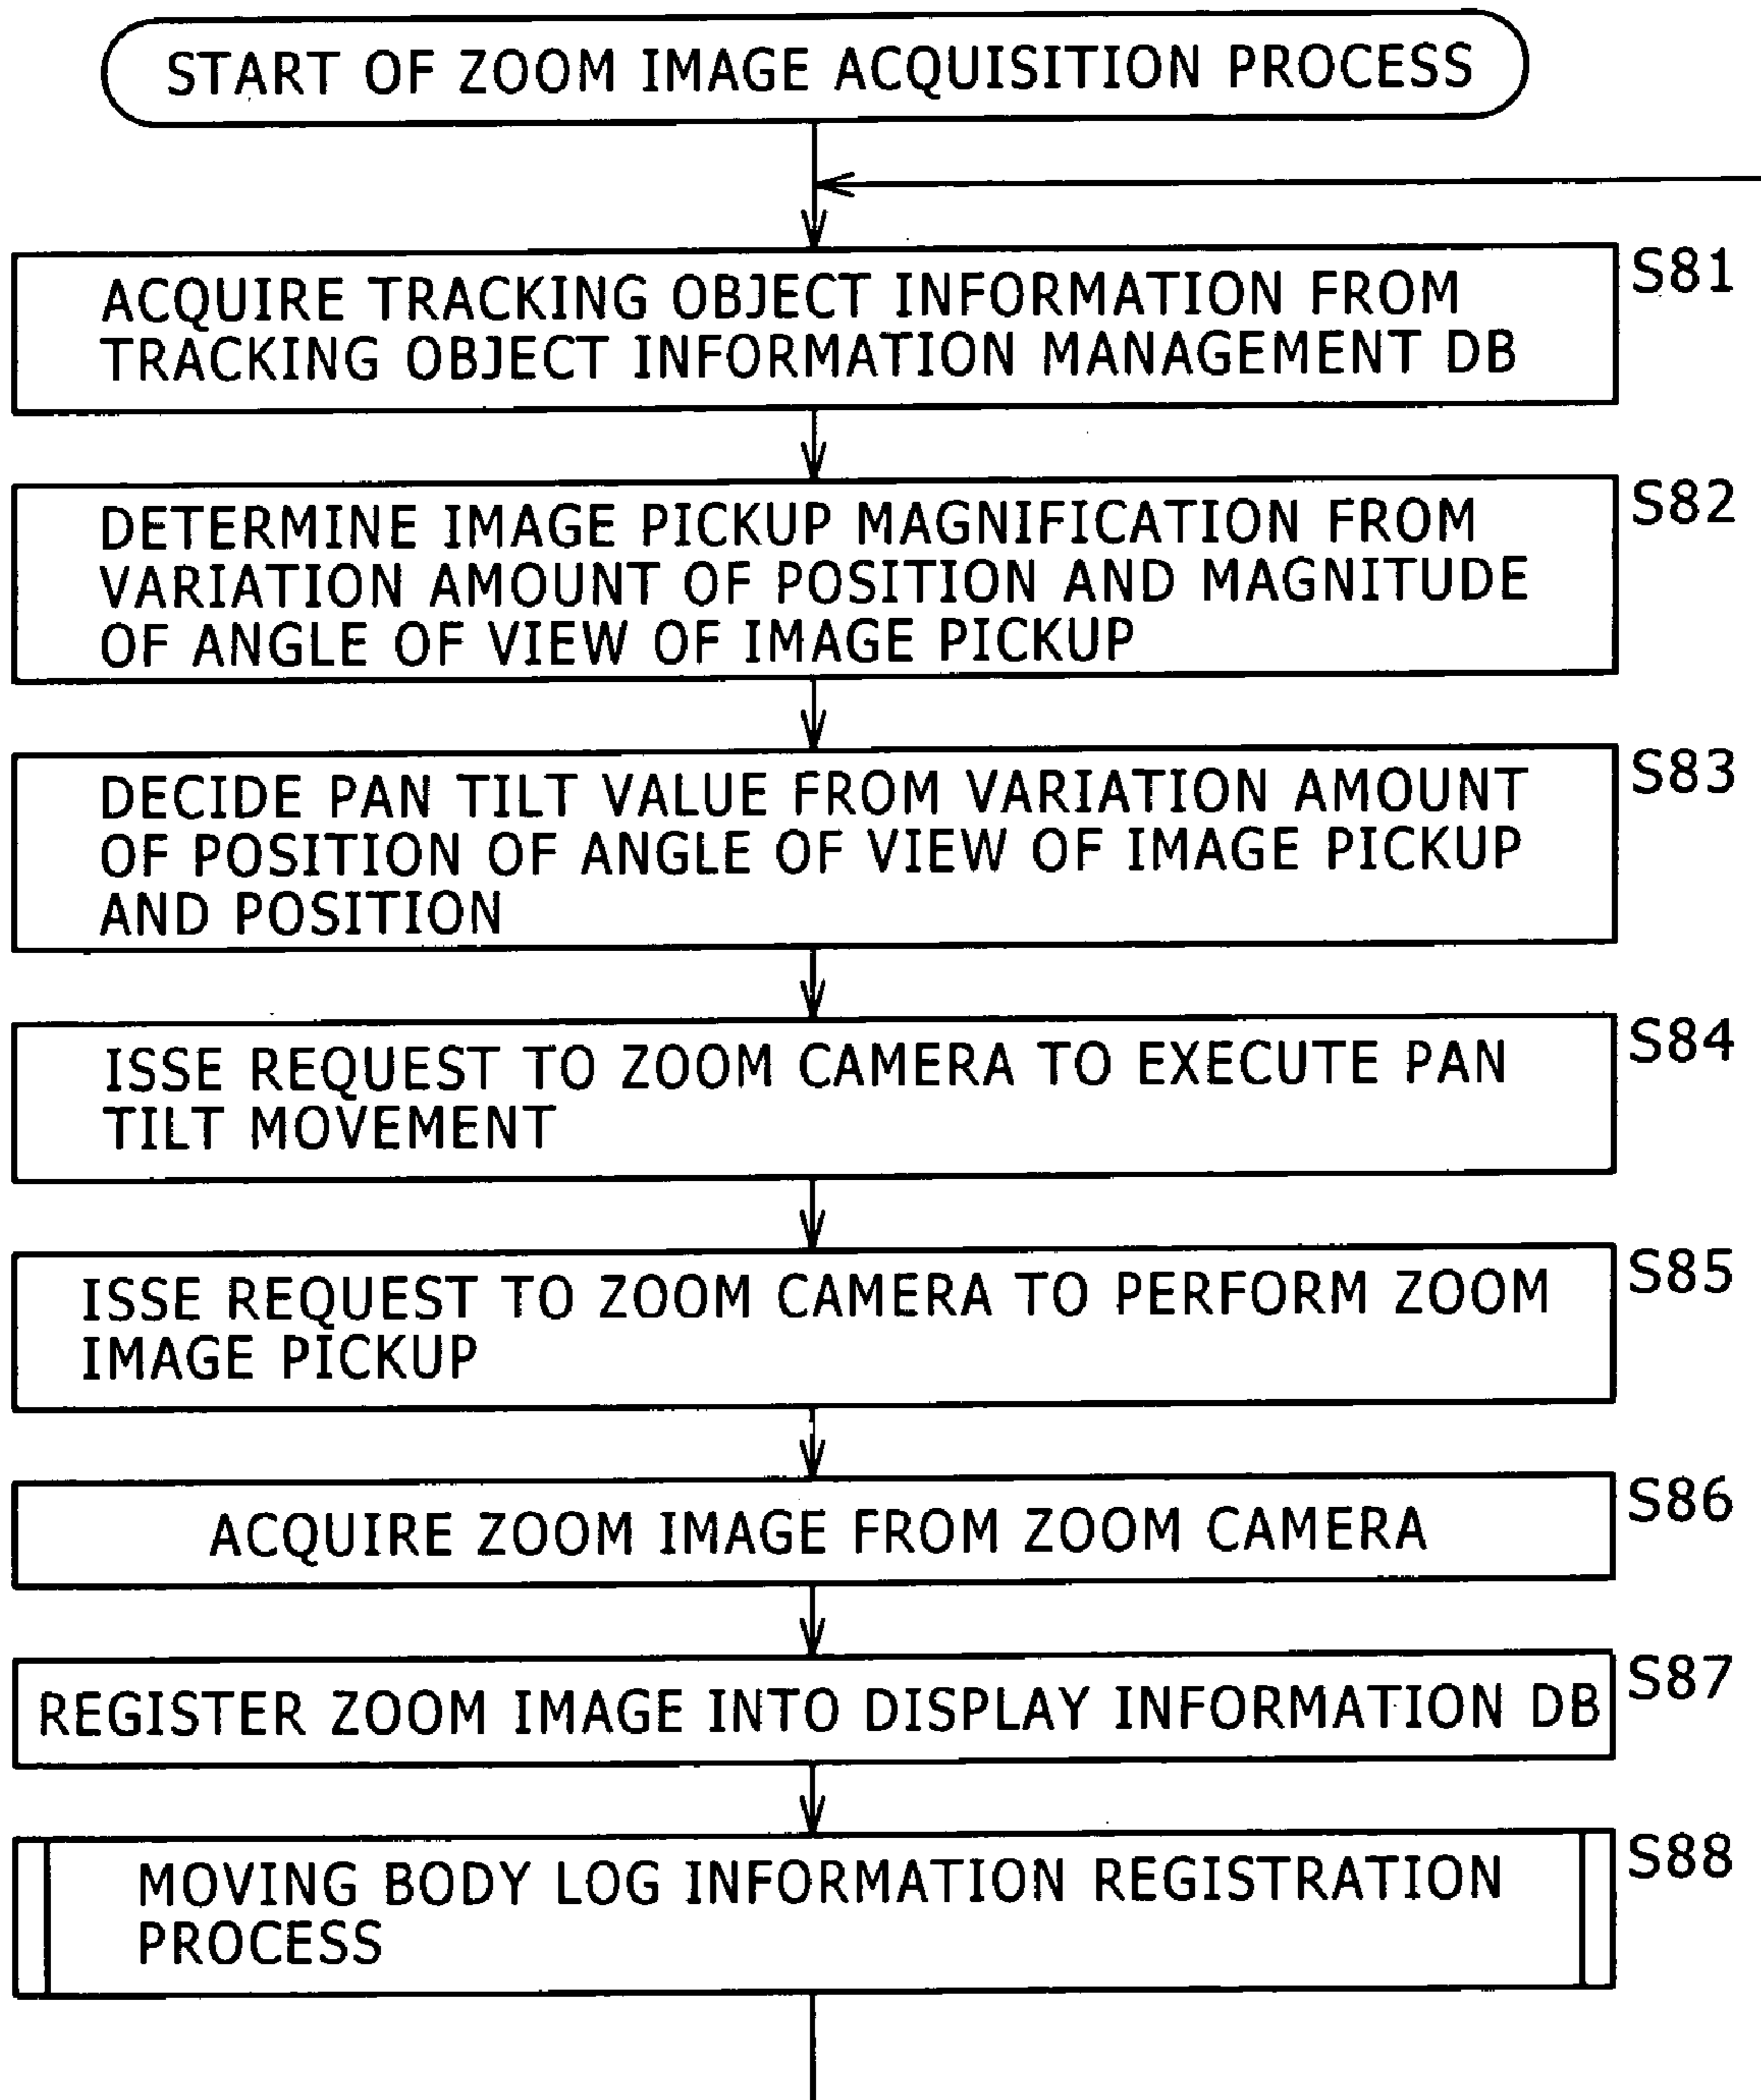 START OF ZOOM IMAGE ACQUISITION PROCESS
S81
ACQUIRE TRACKING OBJECT INFORMATION FROM
TRACKING OBJECT INFORMATION MANAGEMENT DB
S82
DETERMINE IMAGE PICKUP MAGNIFICATION FROM
VARIATION AMOUNT OF POSITION AND MAGNITUDE
OF ANGLE OF VIEW OF IMAGE PICKUP
S83
DECIDE PAN TILT VALUE FROM VARIATION AMOUNT
OF POSITION OF ANGLE OF VIEW OF IMAGE PICKUP
AND POSITION
S84
ISSE REQUEST TO ZOOM CAMERA TO EXECUTE PAN
TILT MOVEMENT
S85
ISSE REQUEST TO ZOOM CAMERA TO PERFORM ZOOM
IMAGE PICKUP
S86
ACQUIRE ZOOM IMAGE FROM ZOOM CAMERA
S87
REGISTER ZOOM IMAGE INTO DISPLAY INFORMATION DB
S88
MOVING BODY LOG INFORMATION REGISTRATION
PROCESS